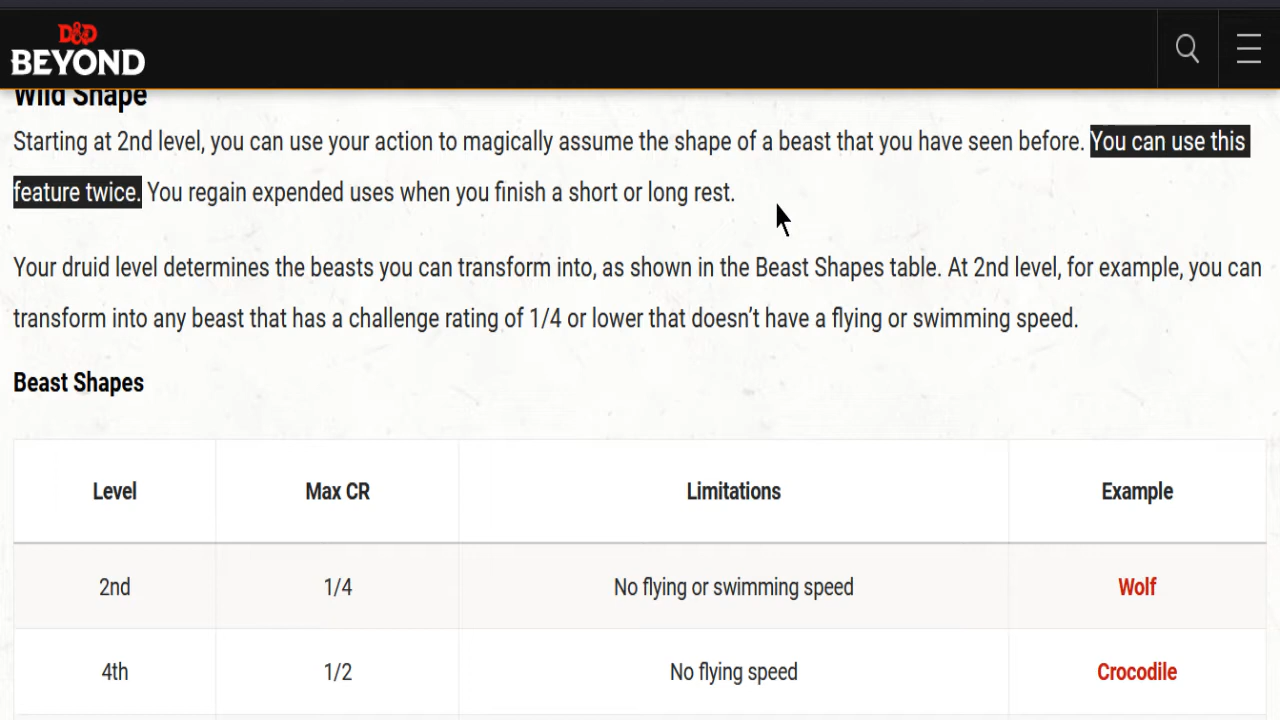 D&D
BEYOND
Wild Shape
Starting at 2nd level, you can use your action to magically assume the shape of a beast that you have seen before. You can use this
feature twice. You regain expended uses when you finish a short or long rest.
Your druid level determines the beasts you can transform into, as shown in the Beast Shapes table. At 2nd level, for example, you can
transform into any beast that has a challenge rating of 1/4 or lower that doesn’t have a flying or swimming speed.
Beast Shapes
Level Max CR Limitations Example
2nd 1/4 No flying or swimming speed Wolf
4th 1/2 No flying speed Crocodile